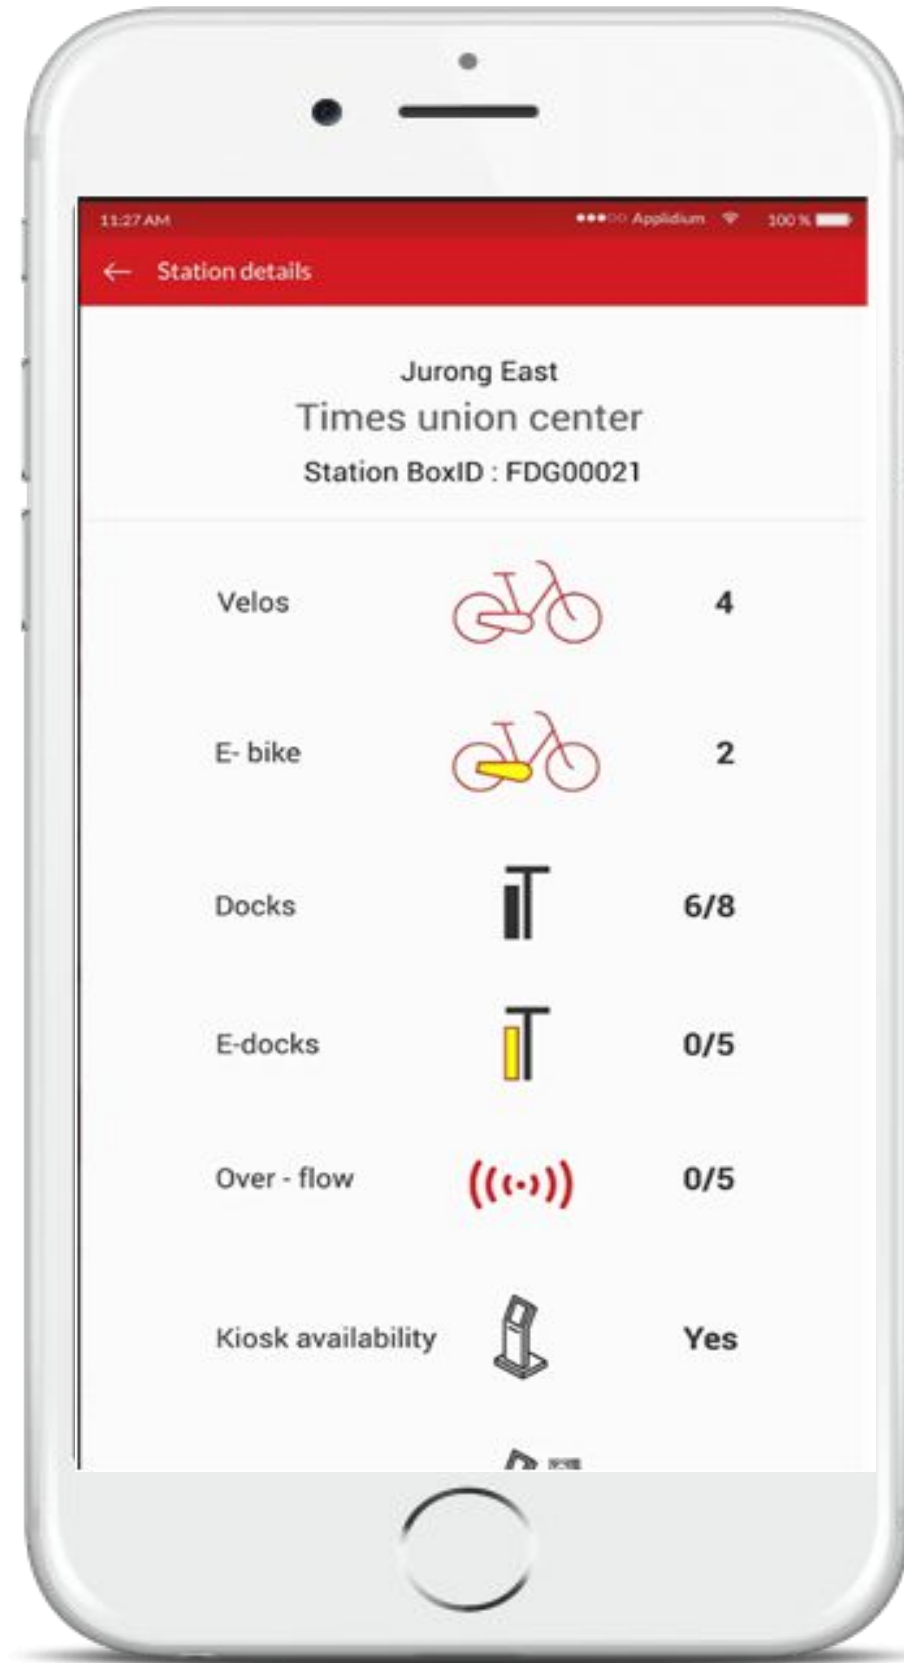 11:27 AM Applidium 100 %
Station details
Jurong East
Times union center
Station BoxID : FDG00021
Velos 4
E- bike 2
Docks 6/8
E-docks 0/5
Over - flow 0/5
Kiosk availability Yes